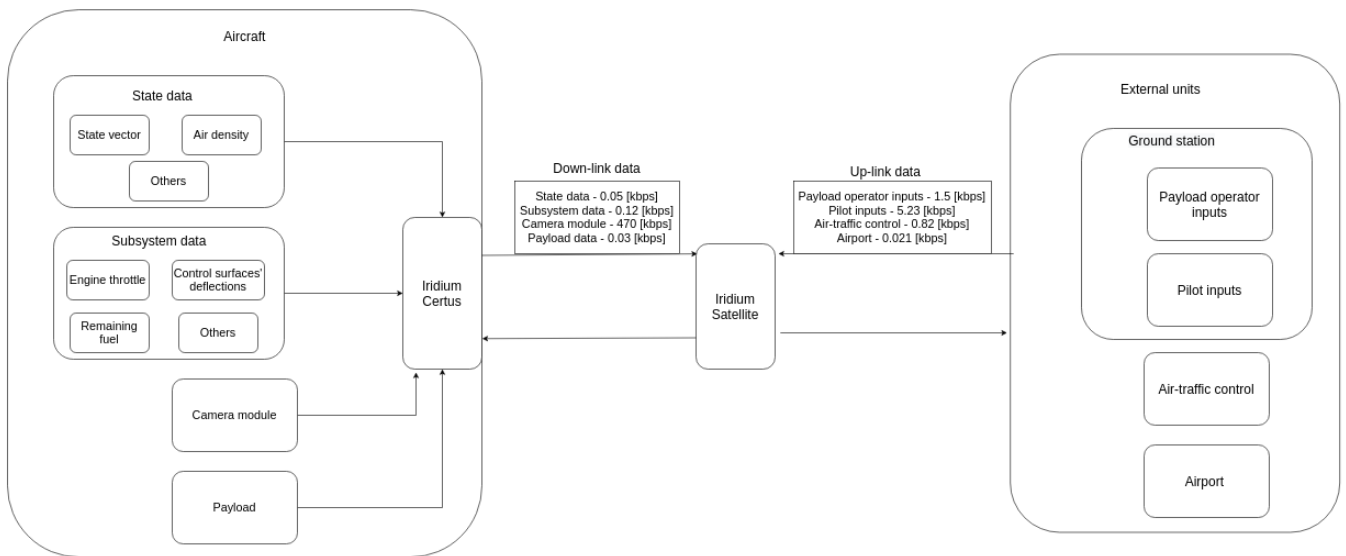 Aircraft
State data
State vector
Air density
Others
Subsystem data
Engine throttle
Control surfaces'
deflections
Remaining
fuel
Others
Camera module
Payload
Iridium
Certus
Down-link data
State data - 0.05 [kbps]
Subsystem data - 0.12 [kbps]
Camera module - 470 [kbps]
Payload data - 0.03 [kbps]
Iridium
Satellite
Up-link data
Payload operator inputs - 1.5 [kbps]
Pilot inputs - 5.23 [kbps]
Air-traffic control - 0.82 [kbps]
Airport - 0.021 [kbps]
External units
Ground station
Payload operator
inputs
Pilot inputs
Air-traffic control
Airport